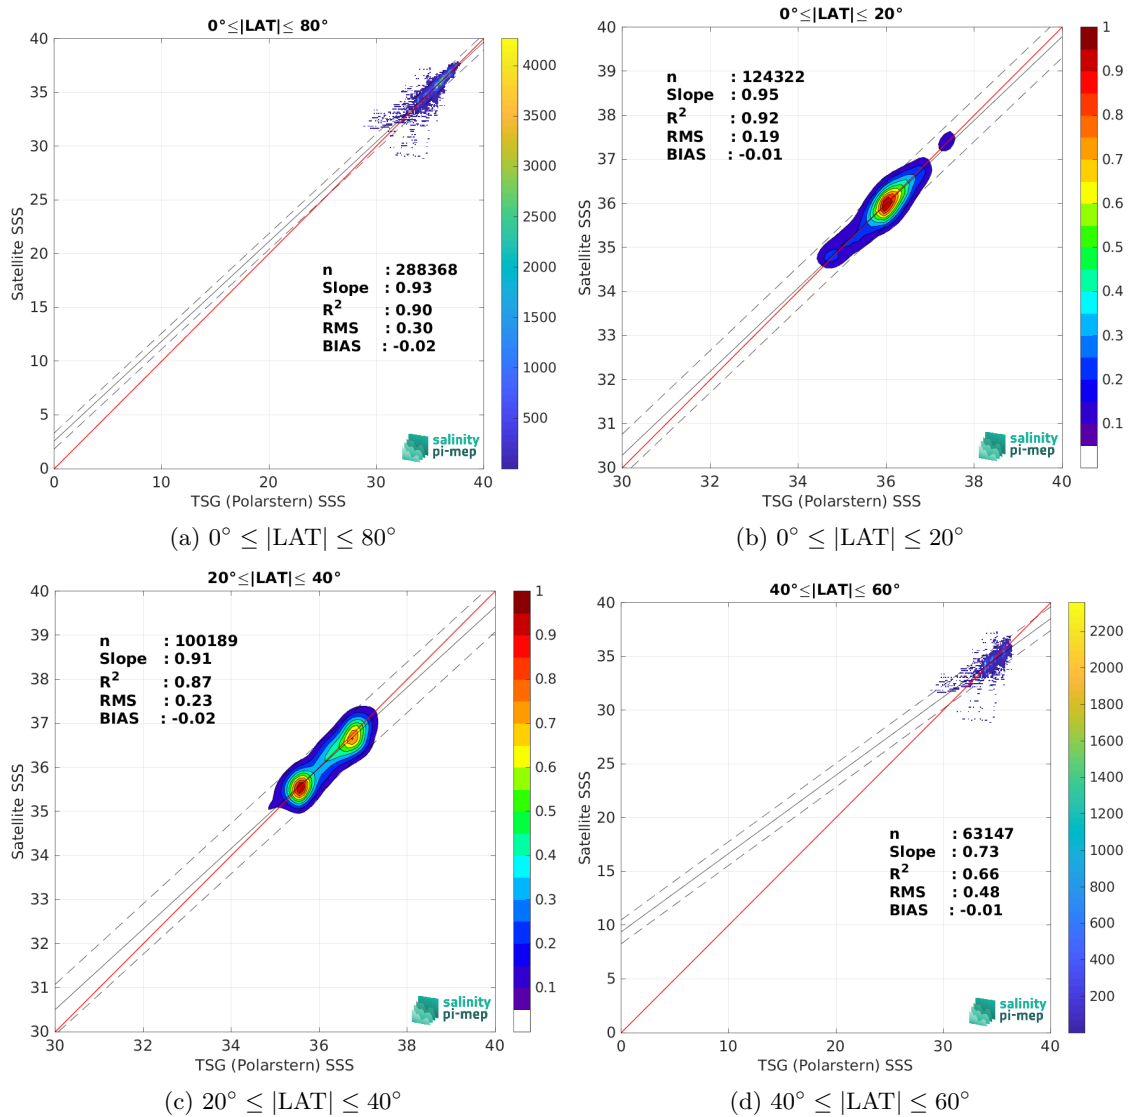 0°≤|LAT|≤ 80°
40
35
30
25
20
15
10
5
0
Satellite SSS
n : 288368
Slope : 0.93
R² : 0.90
RMS : 0.30
BIAS : -0.02
salinity
pi-mep
0 10 20 30 40
TSG (Polarstern) SSS
4000
3500
3000
2500
2000
1500
1000
500
(a) 0° ≤ |LAT| ≤ 80°
0°≤|LAT|≤ 20°
40
39
38
37
36
35
34
33
32
31
30
Satellite SSS
n : 124322
Slope : 0.95
R² : 0.92
RMS : 0.19
BIAS : -0.01
salinity
pi-mep
30 32 34 36 38 40
TSG (Polarstern) SSS
1
0.9
0.8
0.7
0.6
0.5
0.4
0.3
0.2
0.1
(b) 0° ≤ |LAT| ≤ 20°
20°≤|LAT|≤ 40°
40
39
38
37
36
35
34
33
32
31
30
Satellite SSS
n : 100189
Slope : 0.91
R² : 0.87
RMS : 0.23
BIAS : -0.02
salinity
pi-mep
30 32 34 36 38 40
TSG (Polarstern) SSS
1
0.9
0.8
0.7
0.6
0.5
0.4
0.3
0.2
0.1
(c) 20° ≤ |LAT| ≤ 40°
40°≤|LAT|≤ 60°
40
35
30
25
20
15
10
5
0
Satellite SSS
n : 63147
Slope : 0.73
R² : 0.66
RMS : 0.48
BIAS : -0.01
salinity
pi-mep
0 10 20 30 40
TSG (Polarstern) SSS
2200
2000
1800
1600
1400
1200
1000
800
600
400
200
(d) 40° ≤ |LAT| ≤ 60°